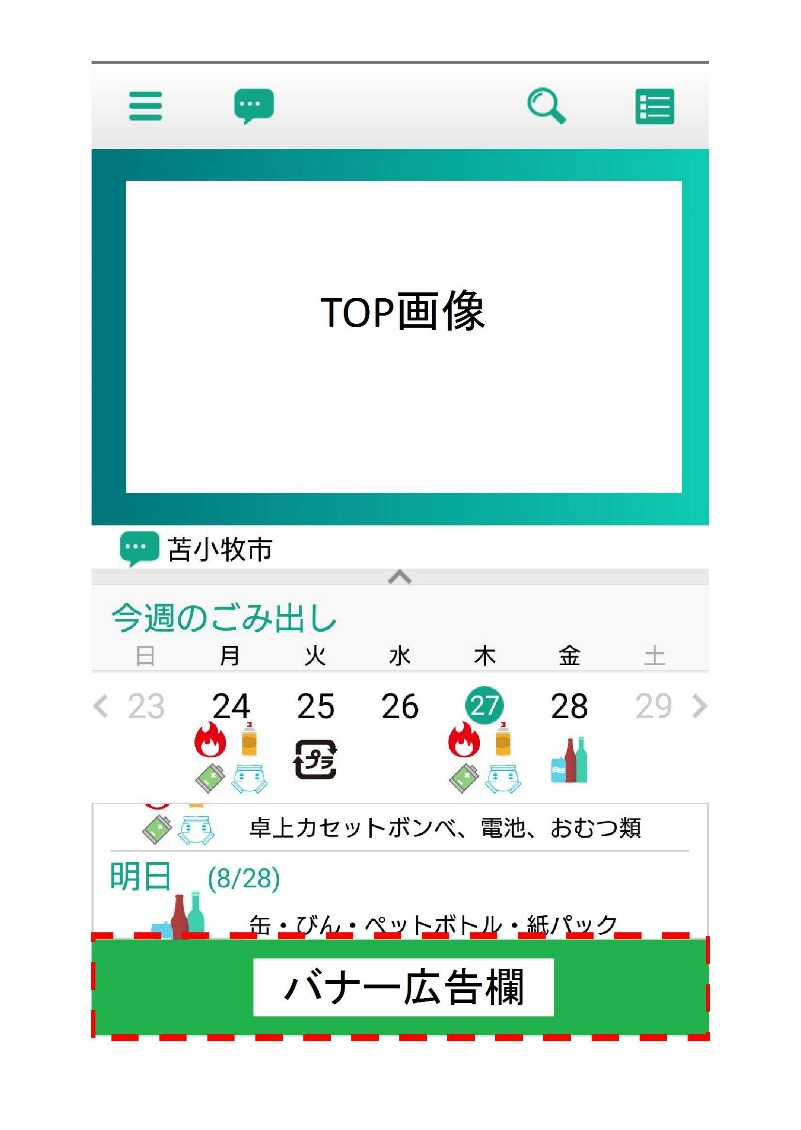 TOP画像
苫小牧市
今週のごみ出し
日 月 火 水 木 金 土
23 24 25 26 27 28 29
プラ
卓上カセットボンベ、電池、おむつ類
明日 (8/28)
缶・びん・ペットボトル・紙パック
バナー広告欄